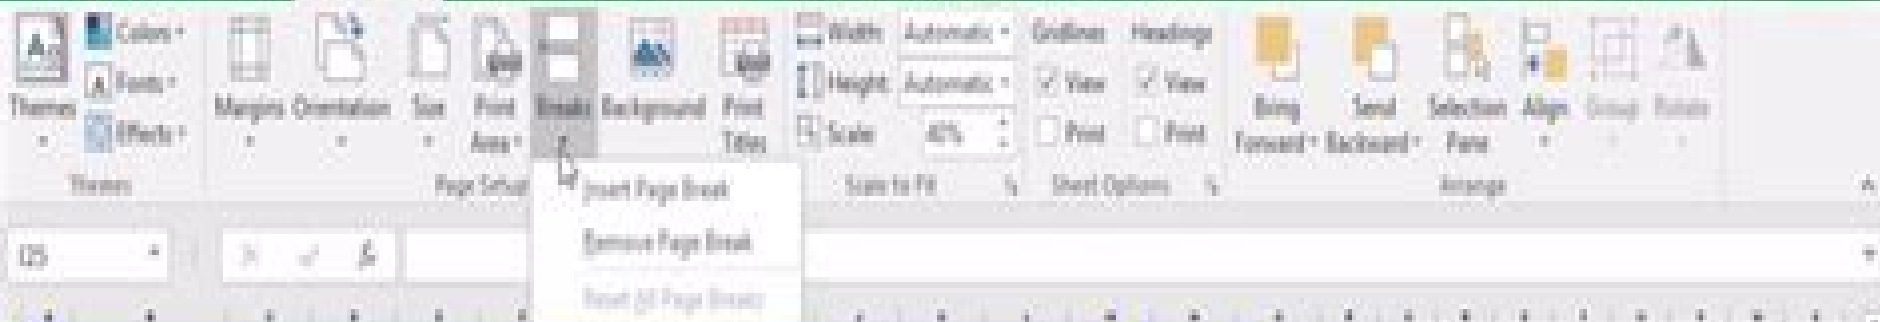 Themes
Colors
Fonts
Effects
Themes
Margins
Orientation
Size
Print
Area
Breaks
Background
Print
Titles
Page Setup
Insert Page Break
Remove Page Break
Reset All Page Breaks
Width
Automatic
Height
Automatic
Scale
40%
Scale to Fit
Gridlines
View
Print
Headings
View
Print
Sheet Options
Bring
Forward
Send
Backward
Selection
Pane
Align
Group
Rotate
Arrange
fx